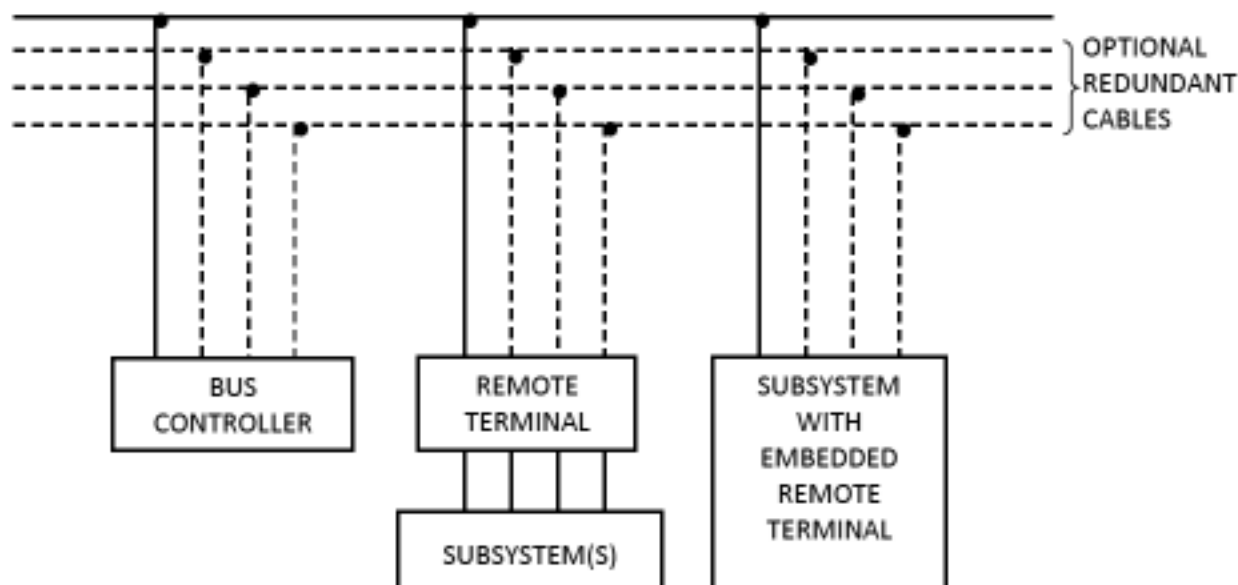 OPTIONAL
REDUNDANT
CABLES
BUS
CONTROLLER
REMOTE
TERMINAL
SUBSYSTEM(S)
SUBSYSTEM
WITH
EMBEDDED
REMOTE
TERMINAL